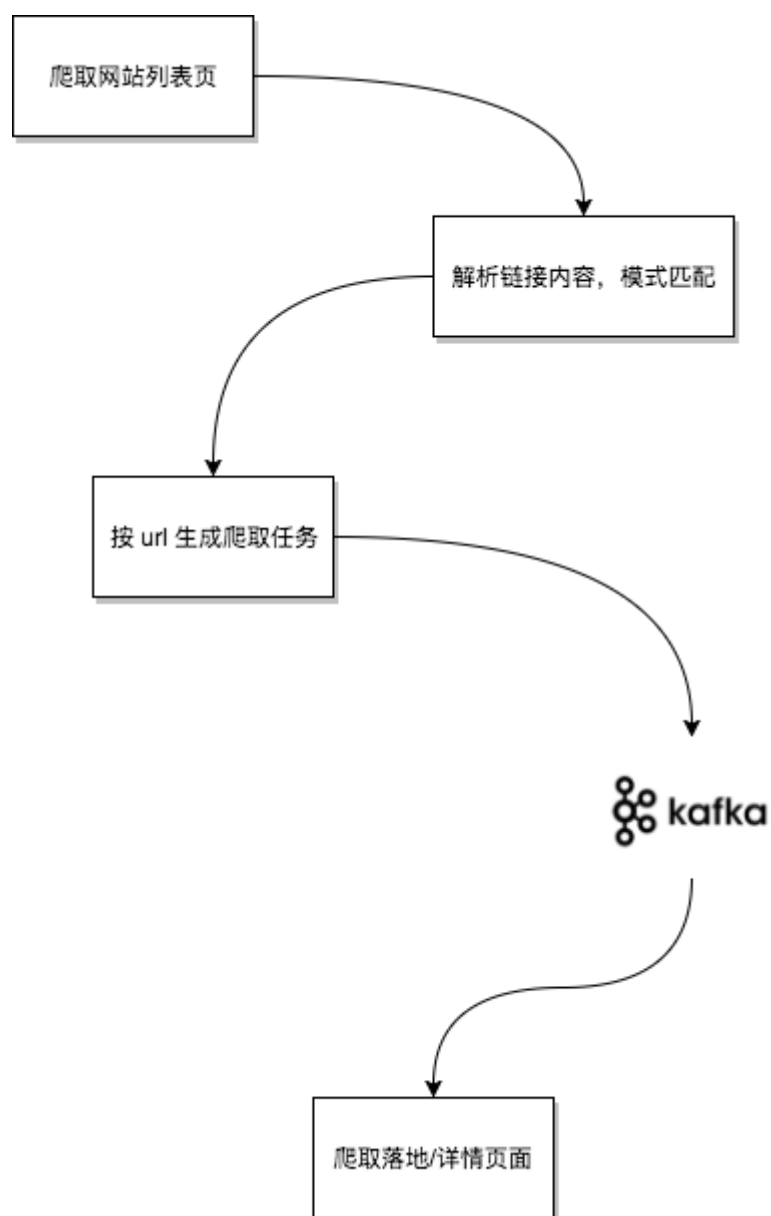 爬取网站列表页
解析链接内容，模式匹配
按 url 生成爬取任务
kafka
爬取落地/详情页面